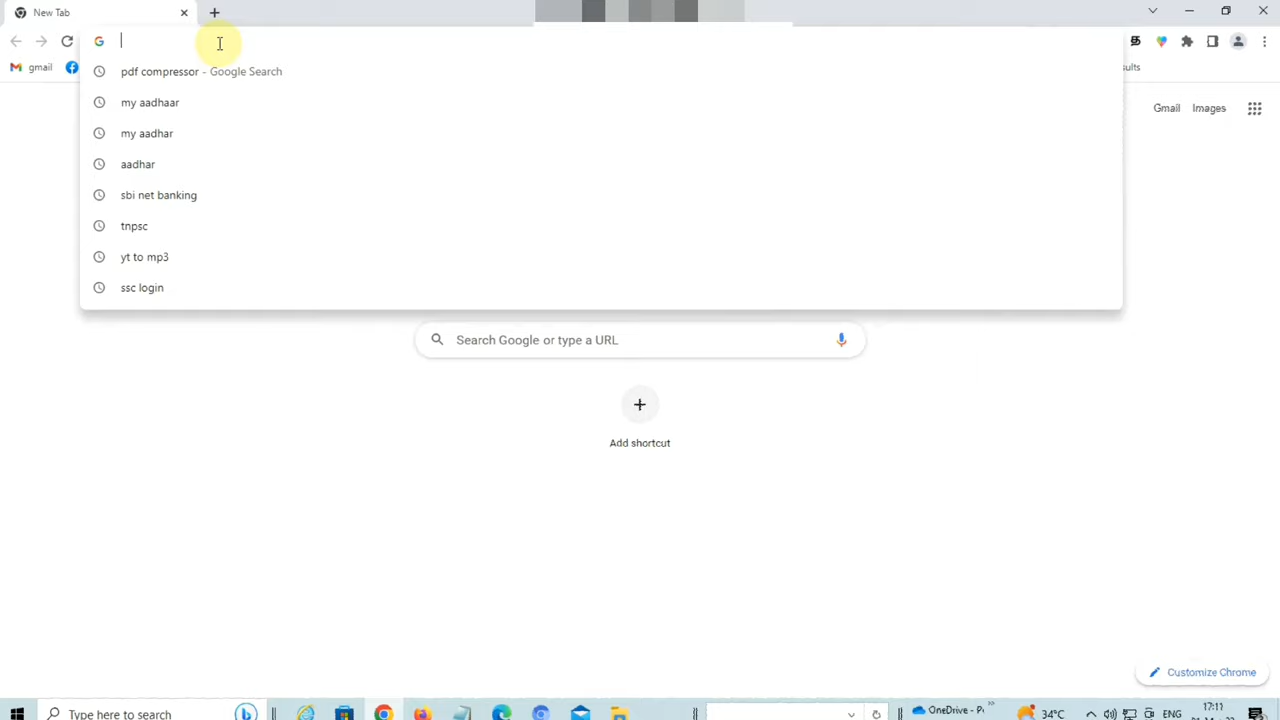 New Tab
gmail
sults
pdf compressor - Google Search
my aadhaar
my aadhar
aadhar
sbi net banking
tnpsc
yt to mp3
ssc login
Gmail Images
Search Google or type a URL
Add shortcut
Customize Chrome
Type here to search
OneDrive - P
34°C
ENG
17:11